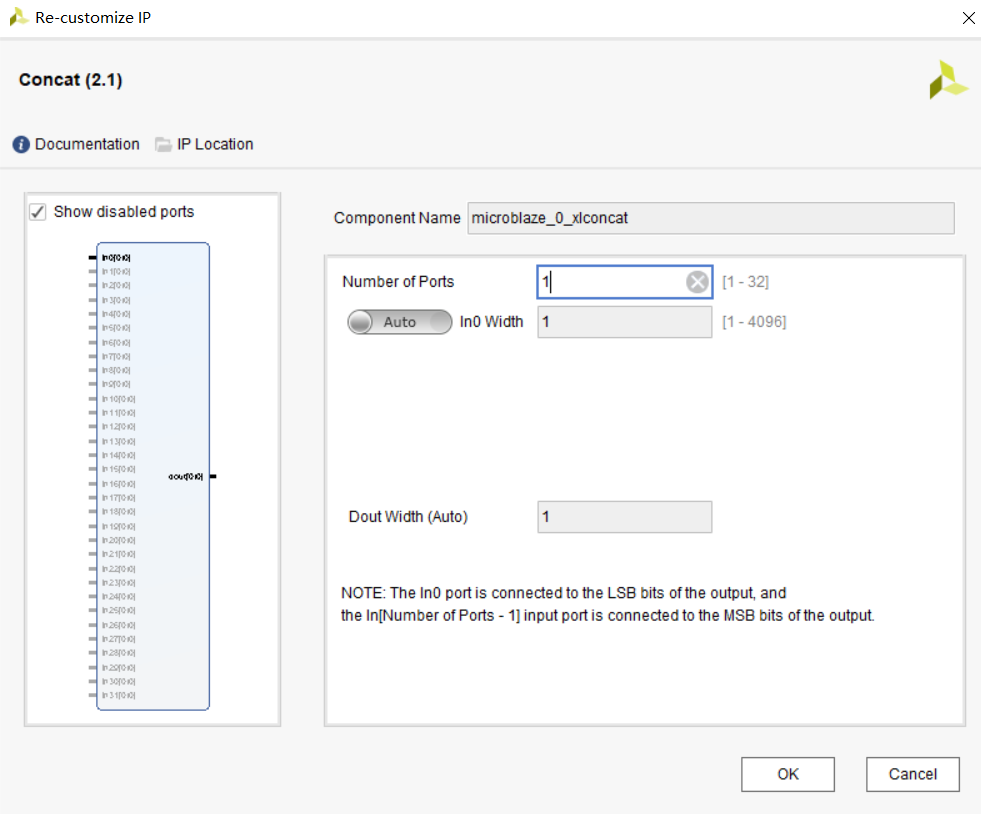 Re-customize IP
Concat (2.1)
Documentation IP Location
Show disabled ports
Component Name microblaze_0_xlconcat
Number of Ports 1 [1 - 32]
Auto In0 Width 1 [1 - 4096]
Dout Width (Auto) 1
NOTE: The In0 port is connected to the LSB bits of the output, and
the In[Number of Ports - 1] input port is connected to the MSB bits of the output.
In0[0:0]
In1[0:0]
In2[0:0]
In3[0:0]
In4[0:0]
In5[0:0]
In6[0:0]
In7[0:0]
In8[0:0]
In9[0:0]
In10[0:0]
In11[0:0]
In12[0:0]
In13[0:0]
In14[0:0]
In15[0:0]
In16[0:0]
In17[0:0]
In18[0:0]
In19[0:0]
In20[0:0]
In21[0:0]
In22[0:0]
In23[0:0]
In24[0:0]
In25[0:0]
In26[0:0]
In27[0:0]
In28[0:0]
In29[0:0]
In30[0:0]
In31[0:0]
dout[0:0]
OK Cancel